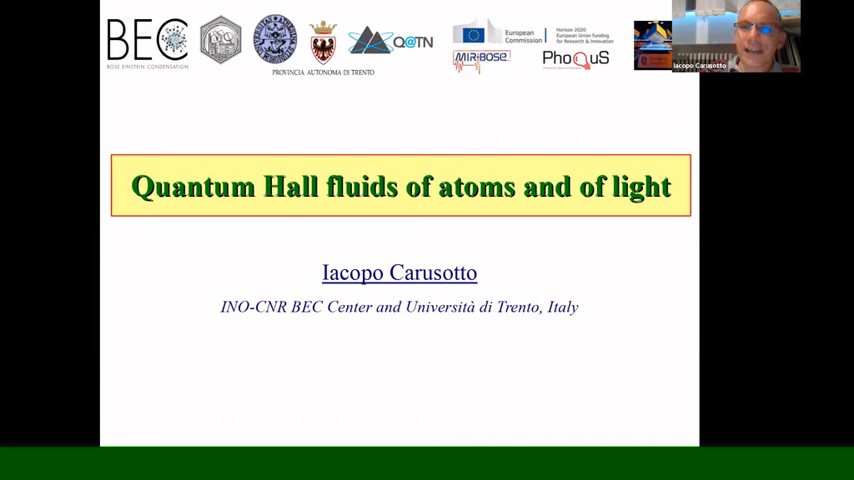 BEC
BOSE EINSTEIN CONDENSATION
PROVINCIA AUTONOMA DI TRENTO
Q@TN
European
Commission
Horizon 2020
European Union funding
for Research & Innovation
MIR-BOSE
PhoQuS
Iacopo Carusotto
Quantum Hall fluids of atoms and of light
Iacopo Carusotto
INO-CNR BEC Center and Università di Trento, Italy